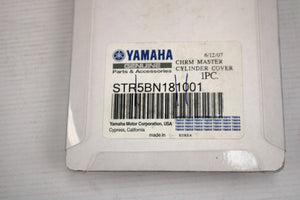 YAMAHA
GENUINE
Parts & Accessories
6/12/07
CHRM MASTER
CYLINDER COVER
1PC.
STR5BN181001
Yamaha Motor Corporation, USA
Cypress, California
made in KOREA